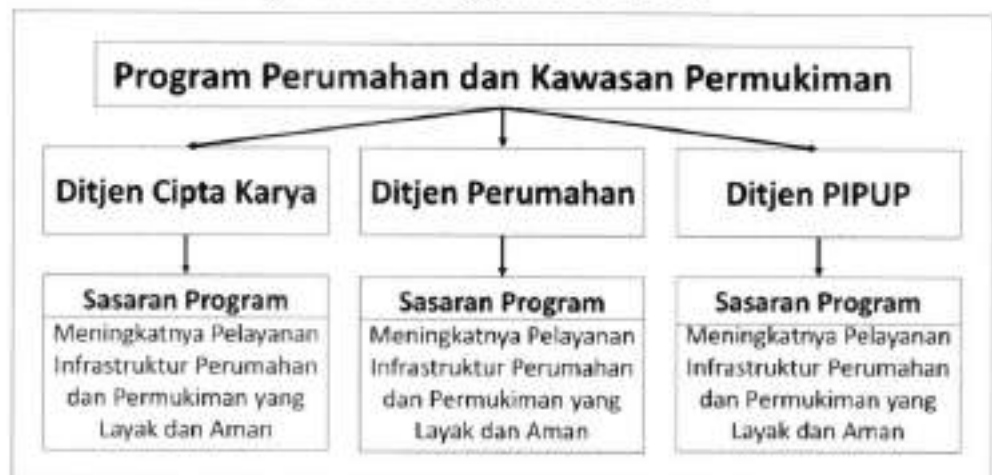 Program Perumahan dan Kawasan Permukiman
Ditjen Cipta Karya
Ditjen Perumahan
Ditjen PIPUP
Sasaran Program
Meningkatnya Pelayanan
Infrastruktur Perumahan
dan Permukiman yang
Layak dan Aman
Sasaran Program
Meningkatnya Pelayanan
Infrastruktur Perumahan
dan Permukiman yang
Layak dan Aman
Sasaran Program
Meningkatnya Pelayanan
Infrastruktur Perumahan
dan Permukiman yang
Layak dan Aman